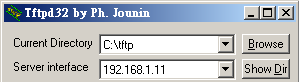 Tftpd32 by Ph. Jounin
Current Directory C:\tftp Browse
Server interface 192.168.1.11 Show Dir